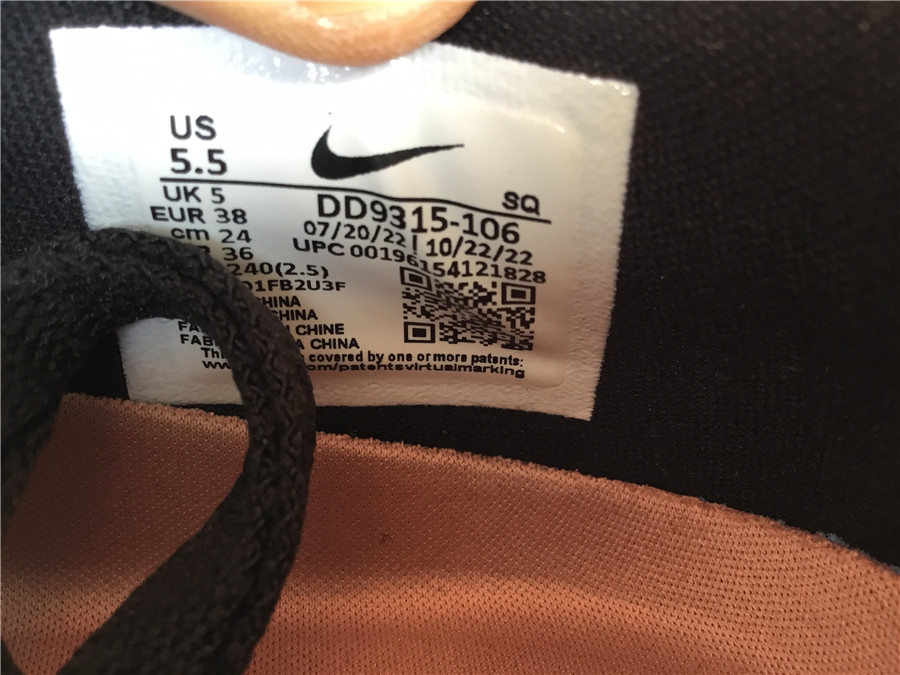 US
5.5
UK 5 SQ
EUR 38 DD9315-106
cm 24 07/20/22 | 10/22/22
36 UPC 00196154121828
240(2.5)
1FB2U3F
CHINA
CHINA
CHINE
CHINA
covered by one or more patents:
.com/patentsvirtualmarking